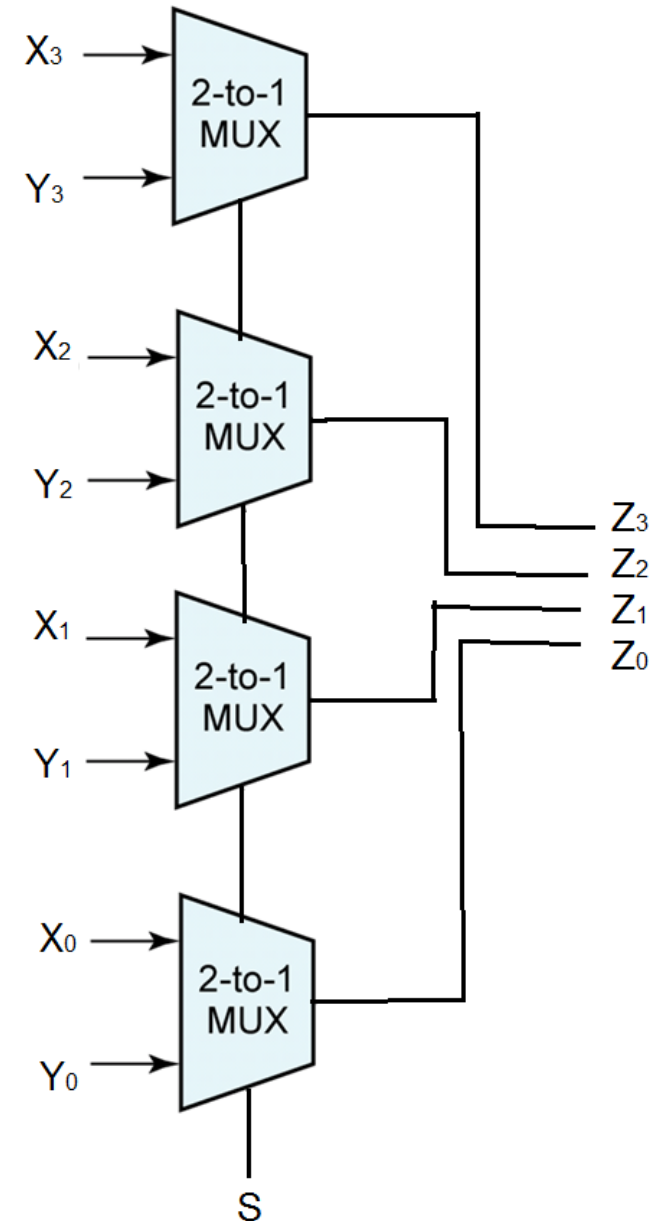 X3
2-to-1
MUX
Y3
X2
2-to-1
MUX
Y2
Z3
Z2
Z1
Z0
X1
2-to-1
MUX
Y1
X0
2-to-1
MUX
Y0
S